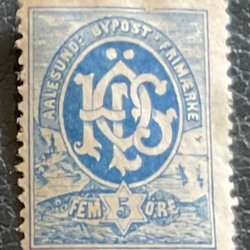 AALESUNDS BYPOST-FRIMÆRKE
FEM 5 ØRE